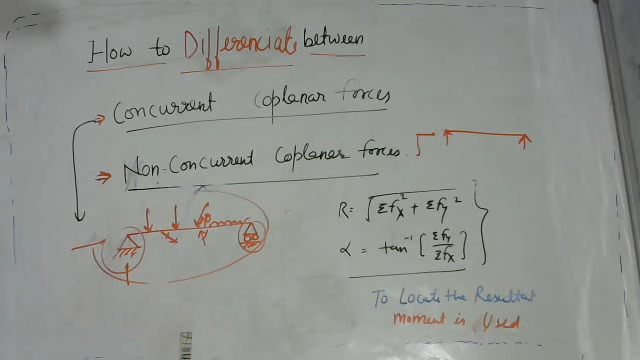 How to Differenciate between
Concurrent Coplanar forces
Non-Concurrent Coplanar forces.
R = √Σfx² + Σfy²
α = tan⁻¹ [Σfy/Σfx]
To Locate the Resultant
moment is Used